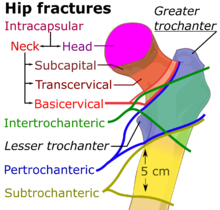 Hip fractures
Greater
trochanter
Intracapsular
Neck Head
Subcapital
Transcervical
Basicervical
Intertrochanteric
Lesser trochanter
Pertrochanteric
5 cm
Subtrochanteric